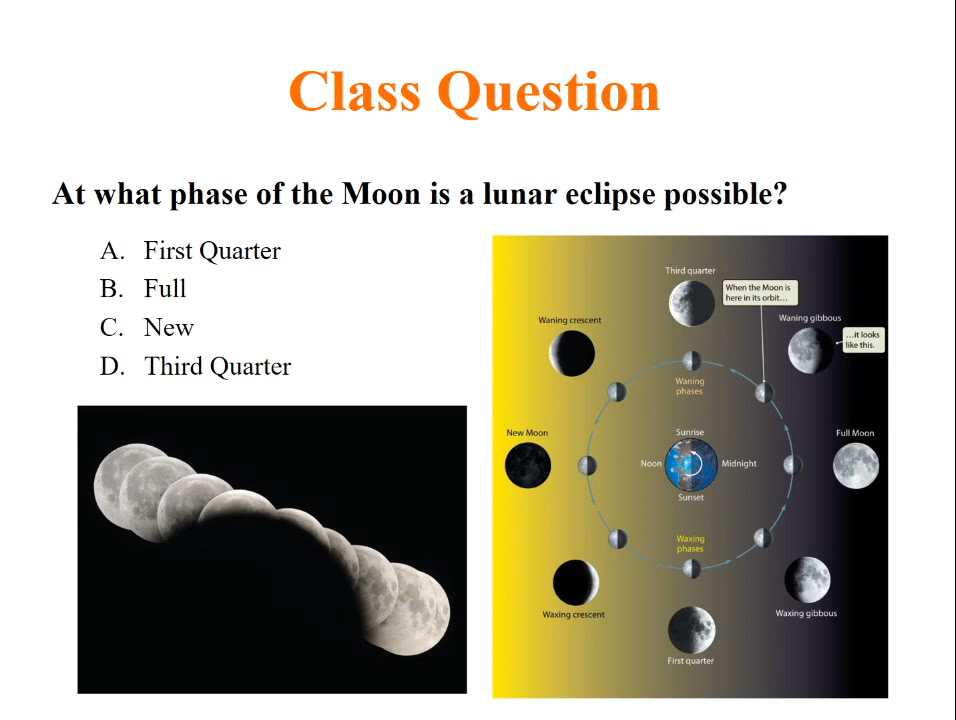 Class Question
At what phase of the Moon is a lunar eclipse possible?
A. First Quarter
B. Full
C. New
D. Third Quarter
Third quarter
When the Moon is
here in its orbit...
Waning gibbous
...it looks
like this.
Waning crescent
Waning
phases
New Moon
Sunrise
Noon
Midnight
Sunset
Full Moon
Waxing
phases
Waxing crescent
Waxing gibbous
First quarter